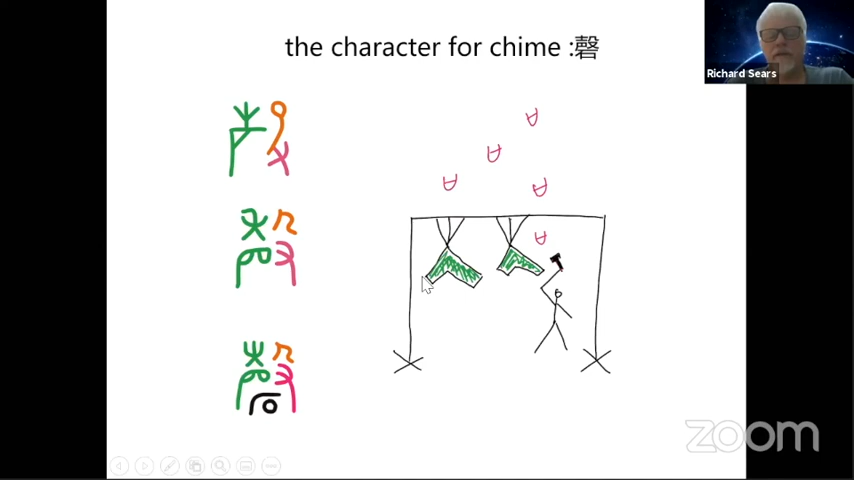 the character for chime :磬
Richard Sears
zoom